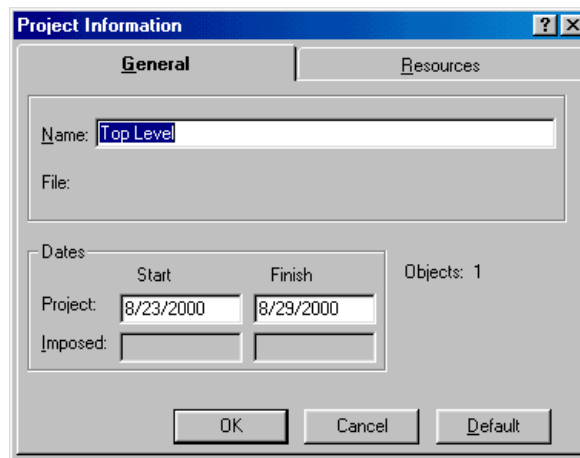 Project Information
General
Resources
Name: Top Level
File:
Dates
Start Finish
Objects: 1
Project: 8/23/2000 8/29/2000
Imposed:
OK Cancel Default